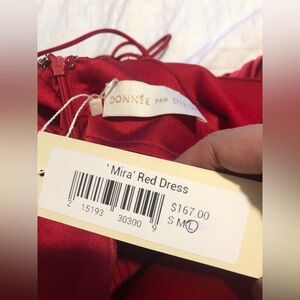 DONNÉE PAR
'Mira' Red Dress
$167.00
S M L
2 15193 30300 9